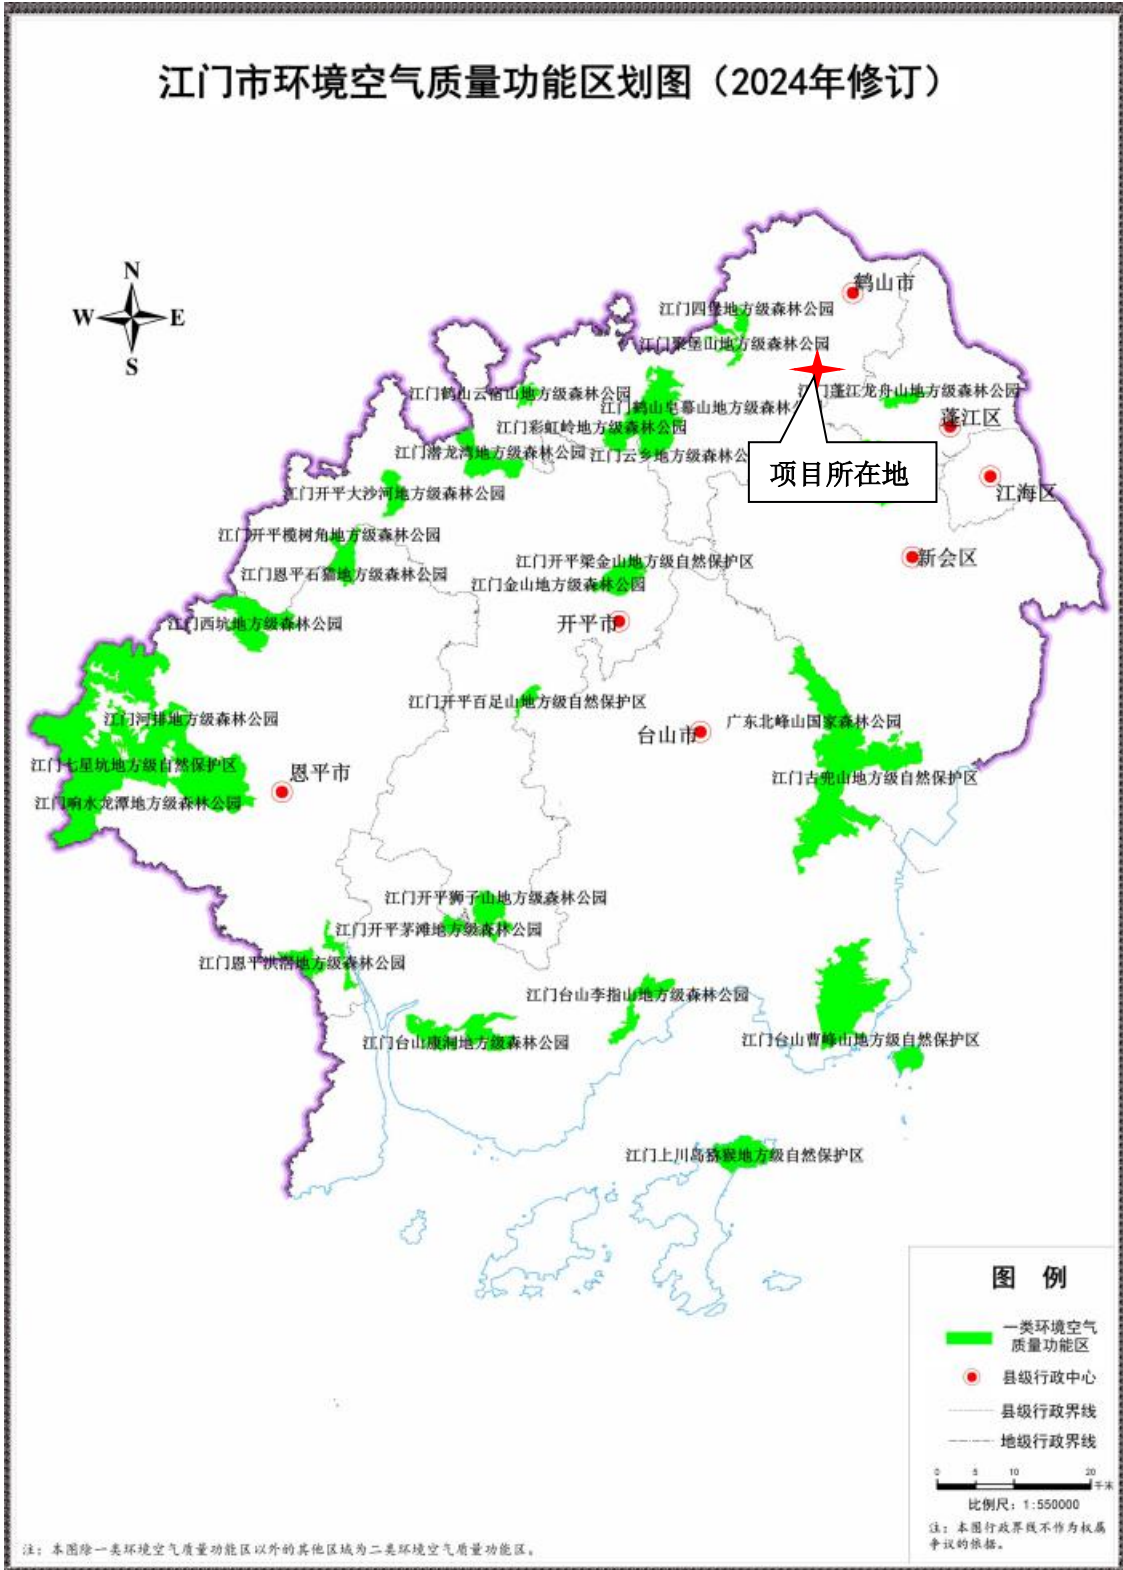 江门市环境空气质量功能区划图（2024年修订）
N
W
E
S
鹤山市
江门四堡地方级森林公园
江门聚堡山地方级森林公园
江门鹤山云宿山地方级森林公园
江门蓬江龙舟山地方级森林公园
江门鹤山皂幕山地方级森林公
蓬江区
江门彩虹岭地方级森林公园
江门潜龙湾地方级森林公园
江门云乡地方级森林公
项目所在地
江海区
江门开平大沙河地方级森林公园
江门开平榄树角地方级森林公园
新会区
江门开平梁金山地方级自然保护区
江门恩平石猫地方级森林公园
江门金山地方级森林公园
江门西坑地方级森林公园
开平市
江门开平百足山地方级自然保护区
江门河排地方级森林公园
广东北峰山国家森林公园
台山市
江门七星坑地方级自然保护区
恩平市
江门古兜山地方级自然保护区
江门响水龙潭地方级森林公园
江门开平狮子山地方级森林公园
江门开平茅滩地方级森林公园
江门恩平洪滘地方级森林公园
江门台山李指山地方级森林公园
江门台山康洞地方级森林公园
江门台山曹峰山地方级自然保护区
江门上川岛猕猴地方级自然保护区
图 例
一类环境空气
质量功能区
县级行政中心
县级行政界线
地级行政界线
0 5 10 20
千米
比例尺：1:550000
注：本图行政界线不作为权属
争议的依据。
注：本图除一类环境空气质量功能区以外的其他区域为二类环境空气质量功能区。